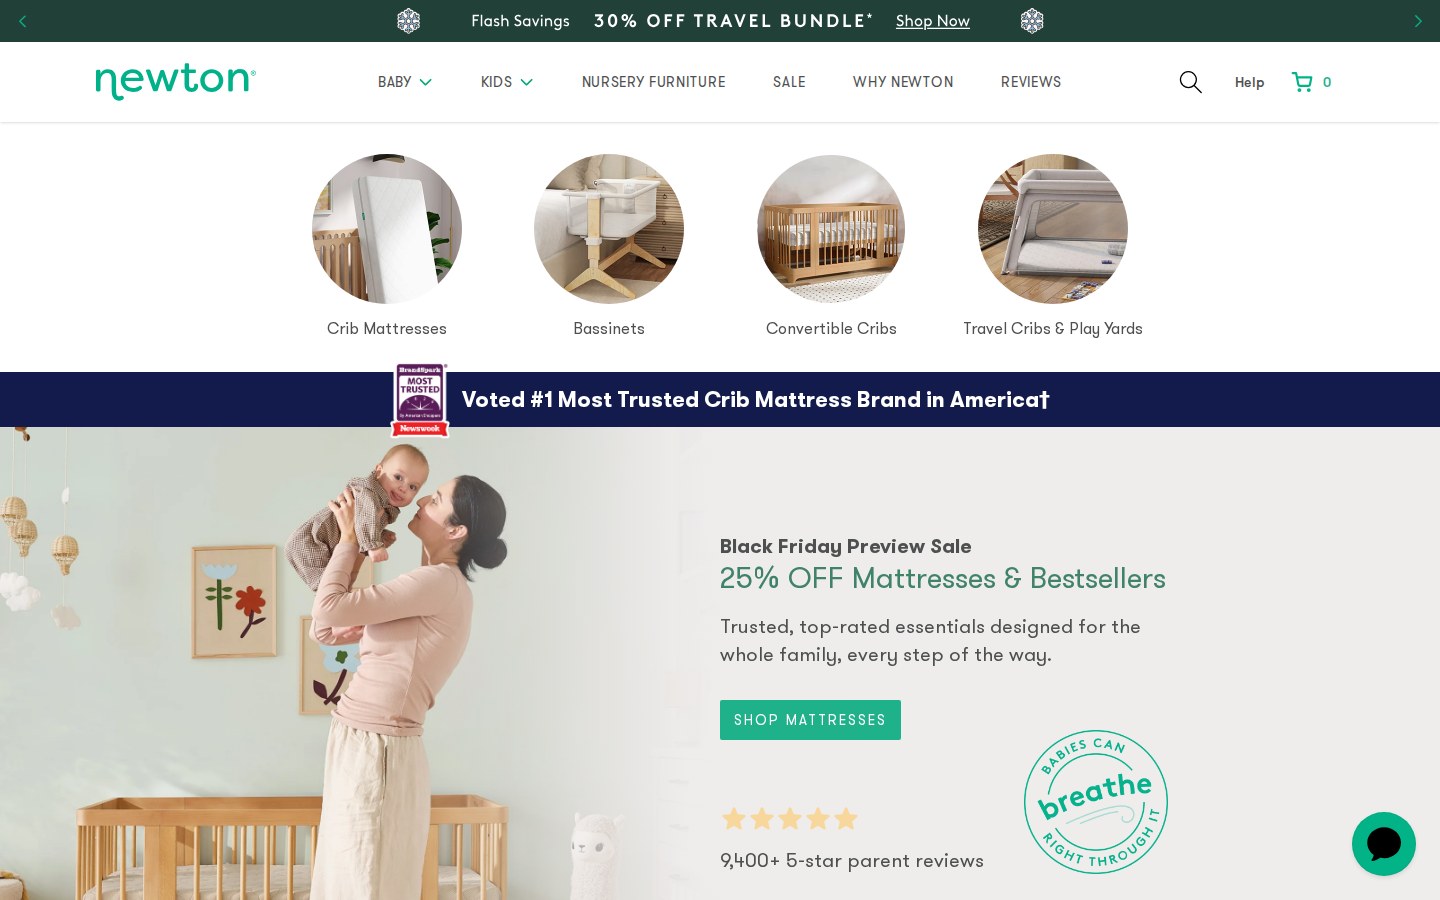 Flash Savings 30% OFF TRAVEL BUNDLE* Shop Now
newton®
BABY KIDS NURSERY FURNITURE SALE WHY NEWTON REVIEWS Help 0
Crib Mattresses Bassinets Convertible Cribs Travel Cribs & Play Yards
BrandSpark
MOST
TRUSTED
Newsweek
Voted #1 Most Trusted Crib Mattress Brand in America†
Black Friday Preview Sale
25% OFF Mattresses & Bestsellers
Trusted, top-rated essentials designed for the
whole family, every step of the way.
SHOP MATTRESSES
BABIES CAN
breathe
RIGHT THROUGH IT
9,400+ 5-star parent reviews